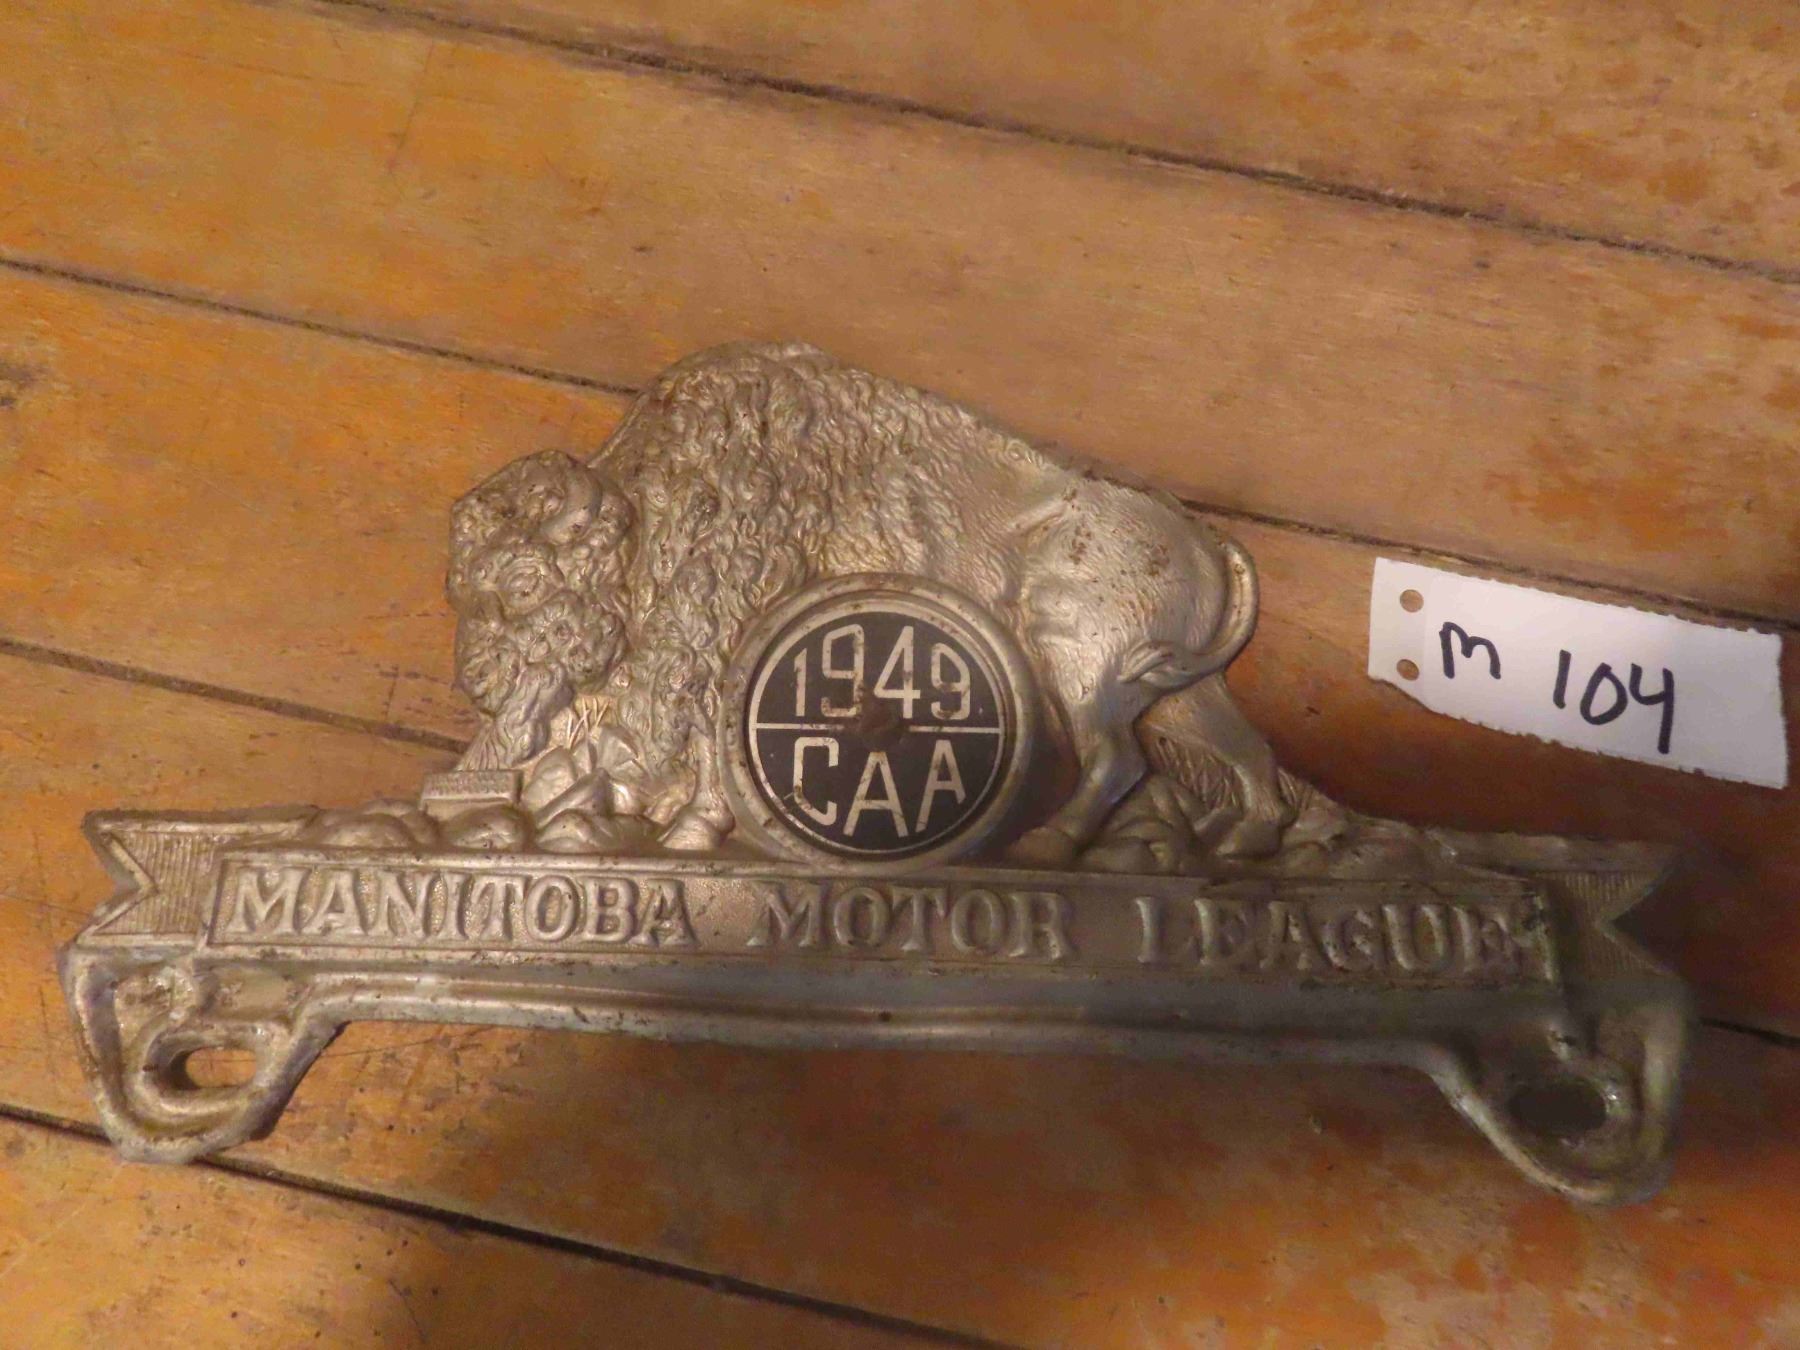 1949
CAA
MANITOBA MOTOR LEAGUE
M 104